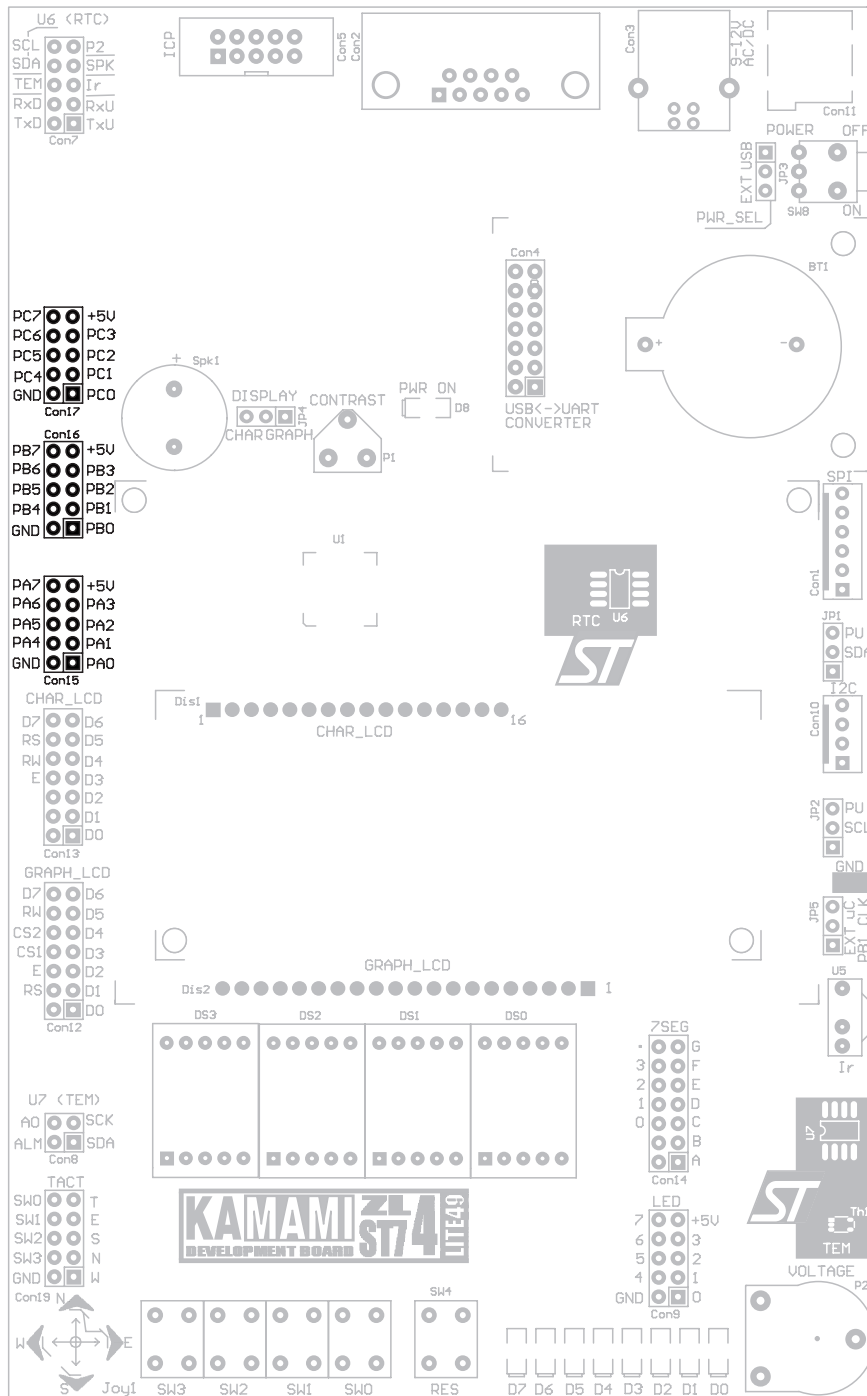 U6 (RTC)
SCL P2
SDA SPK
TEM Ir
RxD RxU
TxD TxU
Con7
ICP
Con5
Con2
Con3
9-12V
AC/DC
Con11
POWER OFF
EXT USB
JP3
SW8 ON
PWR_SEL
Con4
BT1
+ -
PC7 +5V
PC6 PC3
PC5 PC2
PC4 PC1
GND PC0
Con17
+ Spk1
DISPLAY
JP4
CHAR GRAPH
CONTRAST
P1
PWR ON
D8
USB<->UART
CONVERTER
Con16
PB7 +5V
PB6 PB3
PB5 PB2
PB4 PB1
GND PB0
SPI
Con1
U1
RTC U6
ST
PA7 +5V
PA6 PA3
PA5 PA2
PA4 PA1
GND PA0
Con15
JP1
PU
SDA
I2C
Con10
CHAR_LCD
D7 D6
RS D5
RW D4
E D3
D2
D1
D0
Con13
Dis1
1 16
CHAR_LCD
JP2
PU
SCL
GND
GRAPH_LCD
D7 D6
RW D5
CS2 D4
CS1 D3
E D2
RS D1
D0
Con12
JP5
EXT uC
PB1 CLK
GRAPH_LCD
Dis2 1
U5
Ir
DS3 DS2 DS1 DS0
7SEG
. G
3 F
2 E
1 D
0 C
B
A
Con14
U7 (TEM)
A0 SCK
ALM SDA
Con8
U7
ST
Th1
TEM
TACT
SW0 T
SW1 E
SW2 S
SW3 N
GND W
Con19
KAMAMI
DEVELOPMENT BOARD
ZL
ST7 4
LITE49
LED
7 +5V
6 3
5 2
4 1
GND 0
Con9
VOLTAGE
P2
N
W E
S Joy1
SW3 SW2 SW1 SW0
SW4
RES
D7 D6 D5 D4 D3 D2 D1 D0